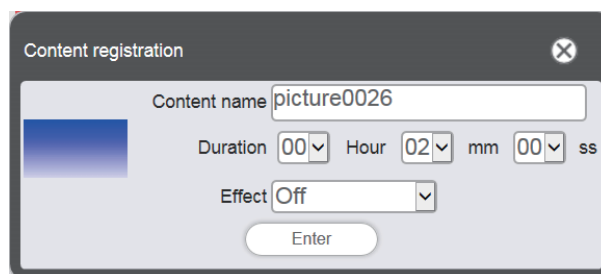 Content registration
Content name picture0026
Duration 00 Hour 02 mm 00 ss
Effect Off
Enter